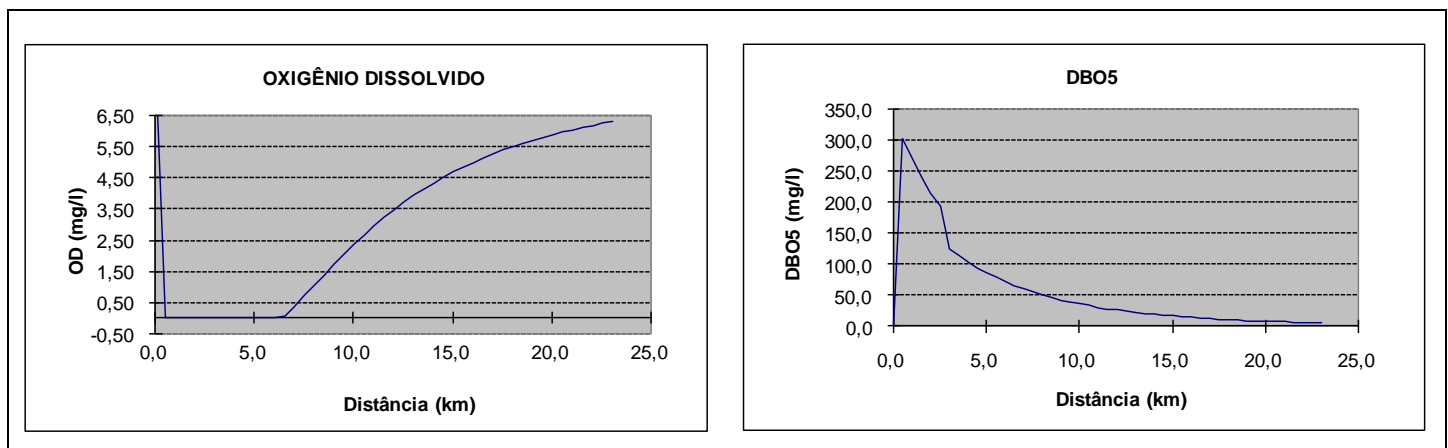 OXIGÊNIO DISSOLVIDO
OD (mg/l)
6,50
5,50
4,50
3,50
2,50
1,50
0,50
-0,50
0,0 5,0 10,0 15,0 20,0 25,0
Distância (km)
DBO5
DBO5 (mg/l)
350,0
300,0
250,0
200,0
150,0
100,0
50,0
0,0
0,0 5,0 10,0 15,0 20,0 25,0
Distância (km)